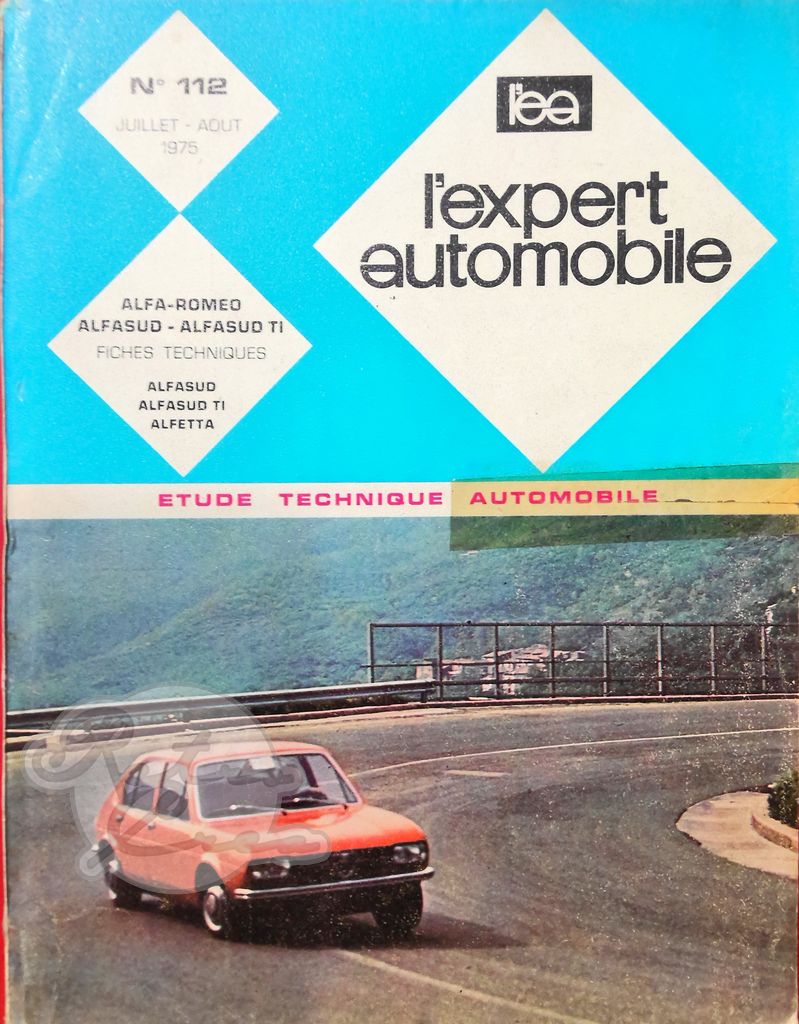 N° 112
JUILLET - AOUT
1975
l'ea
l'expert
automobile
ALFA-ROMEO
ALFASUD - ALFASUD TI
FICHES TECHNIQUES
ALFASUD
ALFASUD TI
ALFETTA
ETUDE TECHNIQUE AUTOMOBILE